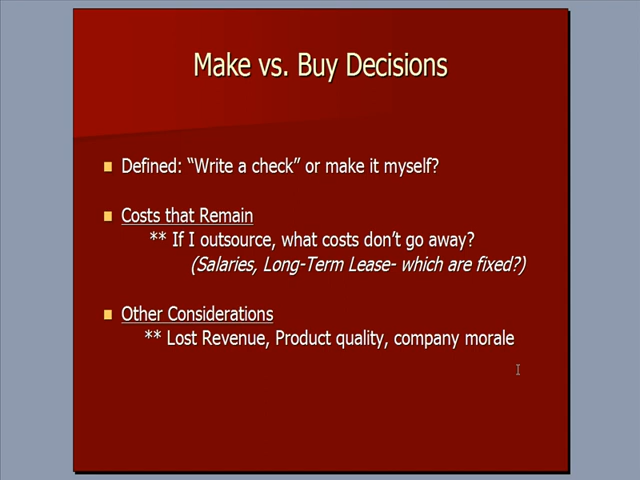 Make vs. Buy Decisions
Defined: “Write a check” or make it myself?
Costs that Remain
** If I outsource, what costs don’t go away?
(Salaries, Long-Term Lease- which are fixed?)
Other Considerations
** Lost Revenue, Product quality, company morale